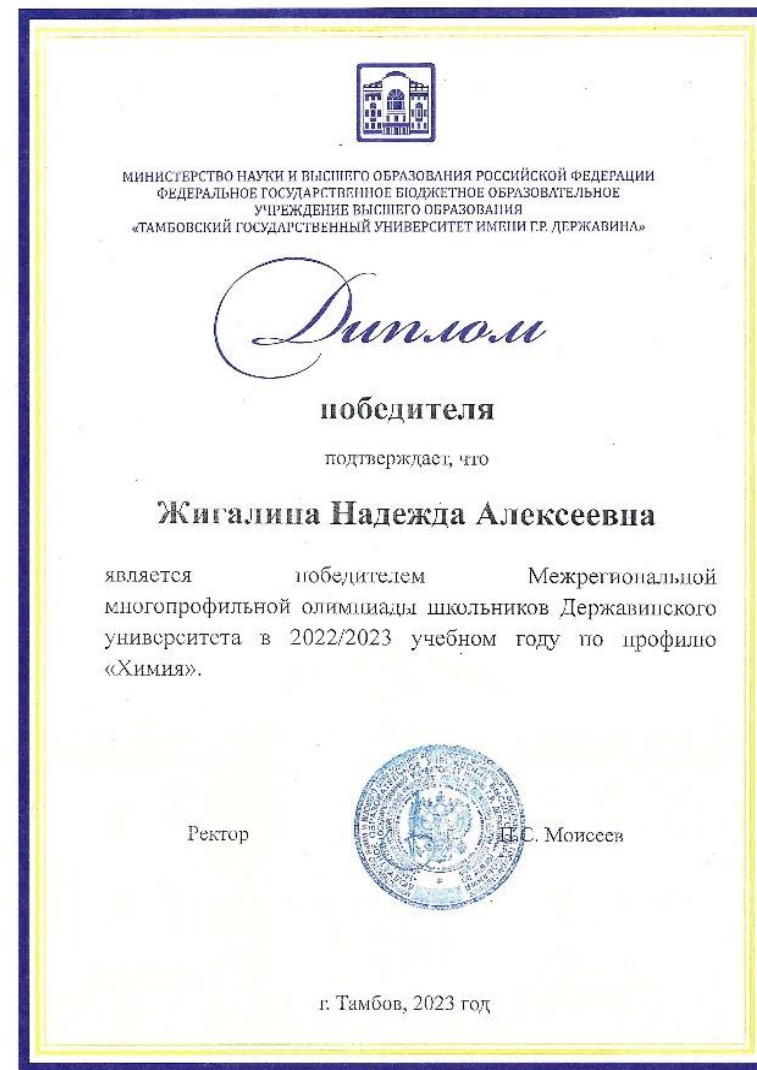 МИНИСТЕРСТВО НАУКИ И ВЫСШЕГО ОБРАЗОВАНИЯ РОССИЙСКОЙ ФЕДЕРАЦИИ
ФЕДЕРАЛЬНОЕ ГОСУДАРСТВЕННОЕ БЮДЖЕТНОЕ ОБРАЗОВАТЕЛЬНОЕ
УЧРЕЖДЕНИЕ ВЫСШЕГО ОБРАЗОВАНИЯ
«ТАМБОВСКИЙ ГОСУДАРСТВЕННЫЙ УНИВЕРСИТЕТ ИМЕНИ Г.Р. ДЕРЖАВИНА»
Диплом
победителя
подтверждает, что
Жигалина Надежда Алексеевна
является победителем Межрегиональной
многопрофильной олимпиады школьников Державинского
университета в 2022/2023 учебном году по профилю
«Химия».
Ректор П.С. Моисеев
г. Тамбов, 2023 год